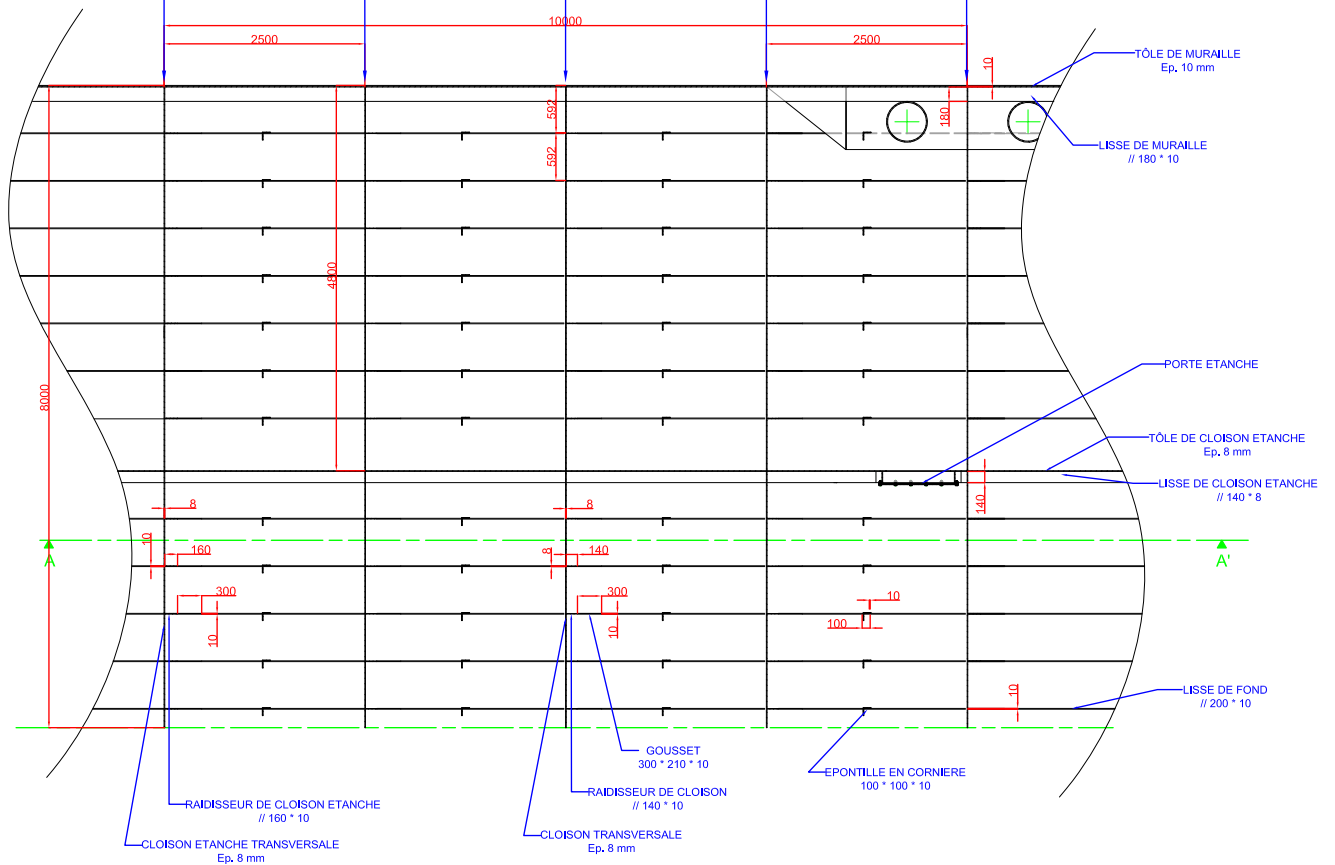 10000
2500
2500
TÔLE DE MURAILLE
Ep. 10 mm
10
592
180
LISSE DE MURAILLE
// 180 * 10
592
4800
8000
PORTE ETANCHE
TÔLE DE CLOISON ETANCHE
Ep. 8 mm
LISSE DE CLOISON ETANCHE
// 140 * 8
140
8
8
10
160
8
140
A
A'
300
300
10
10
10
100
10
LISSE DE FOND
// 200 * 10
GOUSSET
300 * 210 * 10
EPONTILLE EN CORNIERE
100 * 100 * 10
RAIDISSEUR DE CLOISON
// 140 * 10
RAIDISSEUR DE CLOISON ETANCHE
// 160 * 10
CLOISON TRANSVERSALE
Ep. 8 mm
CLOISON ETANCHE TRANSVERSALE
Ep. 8 mm